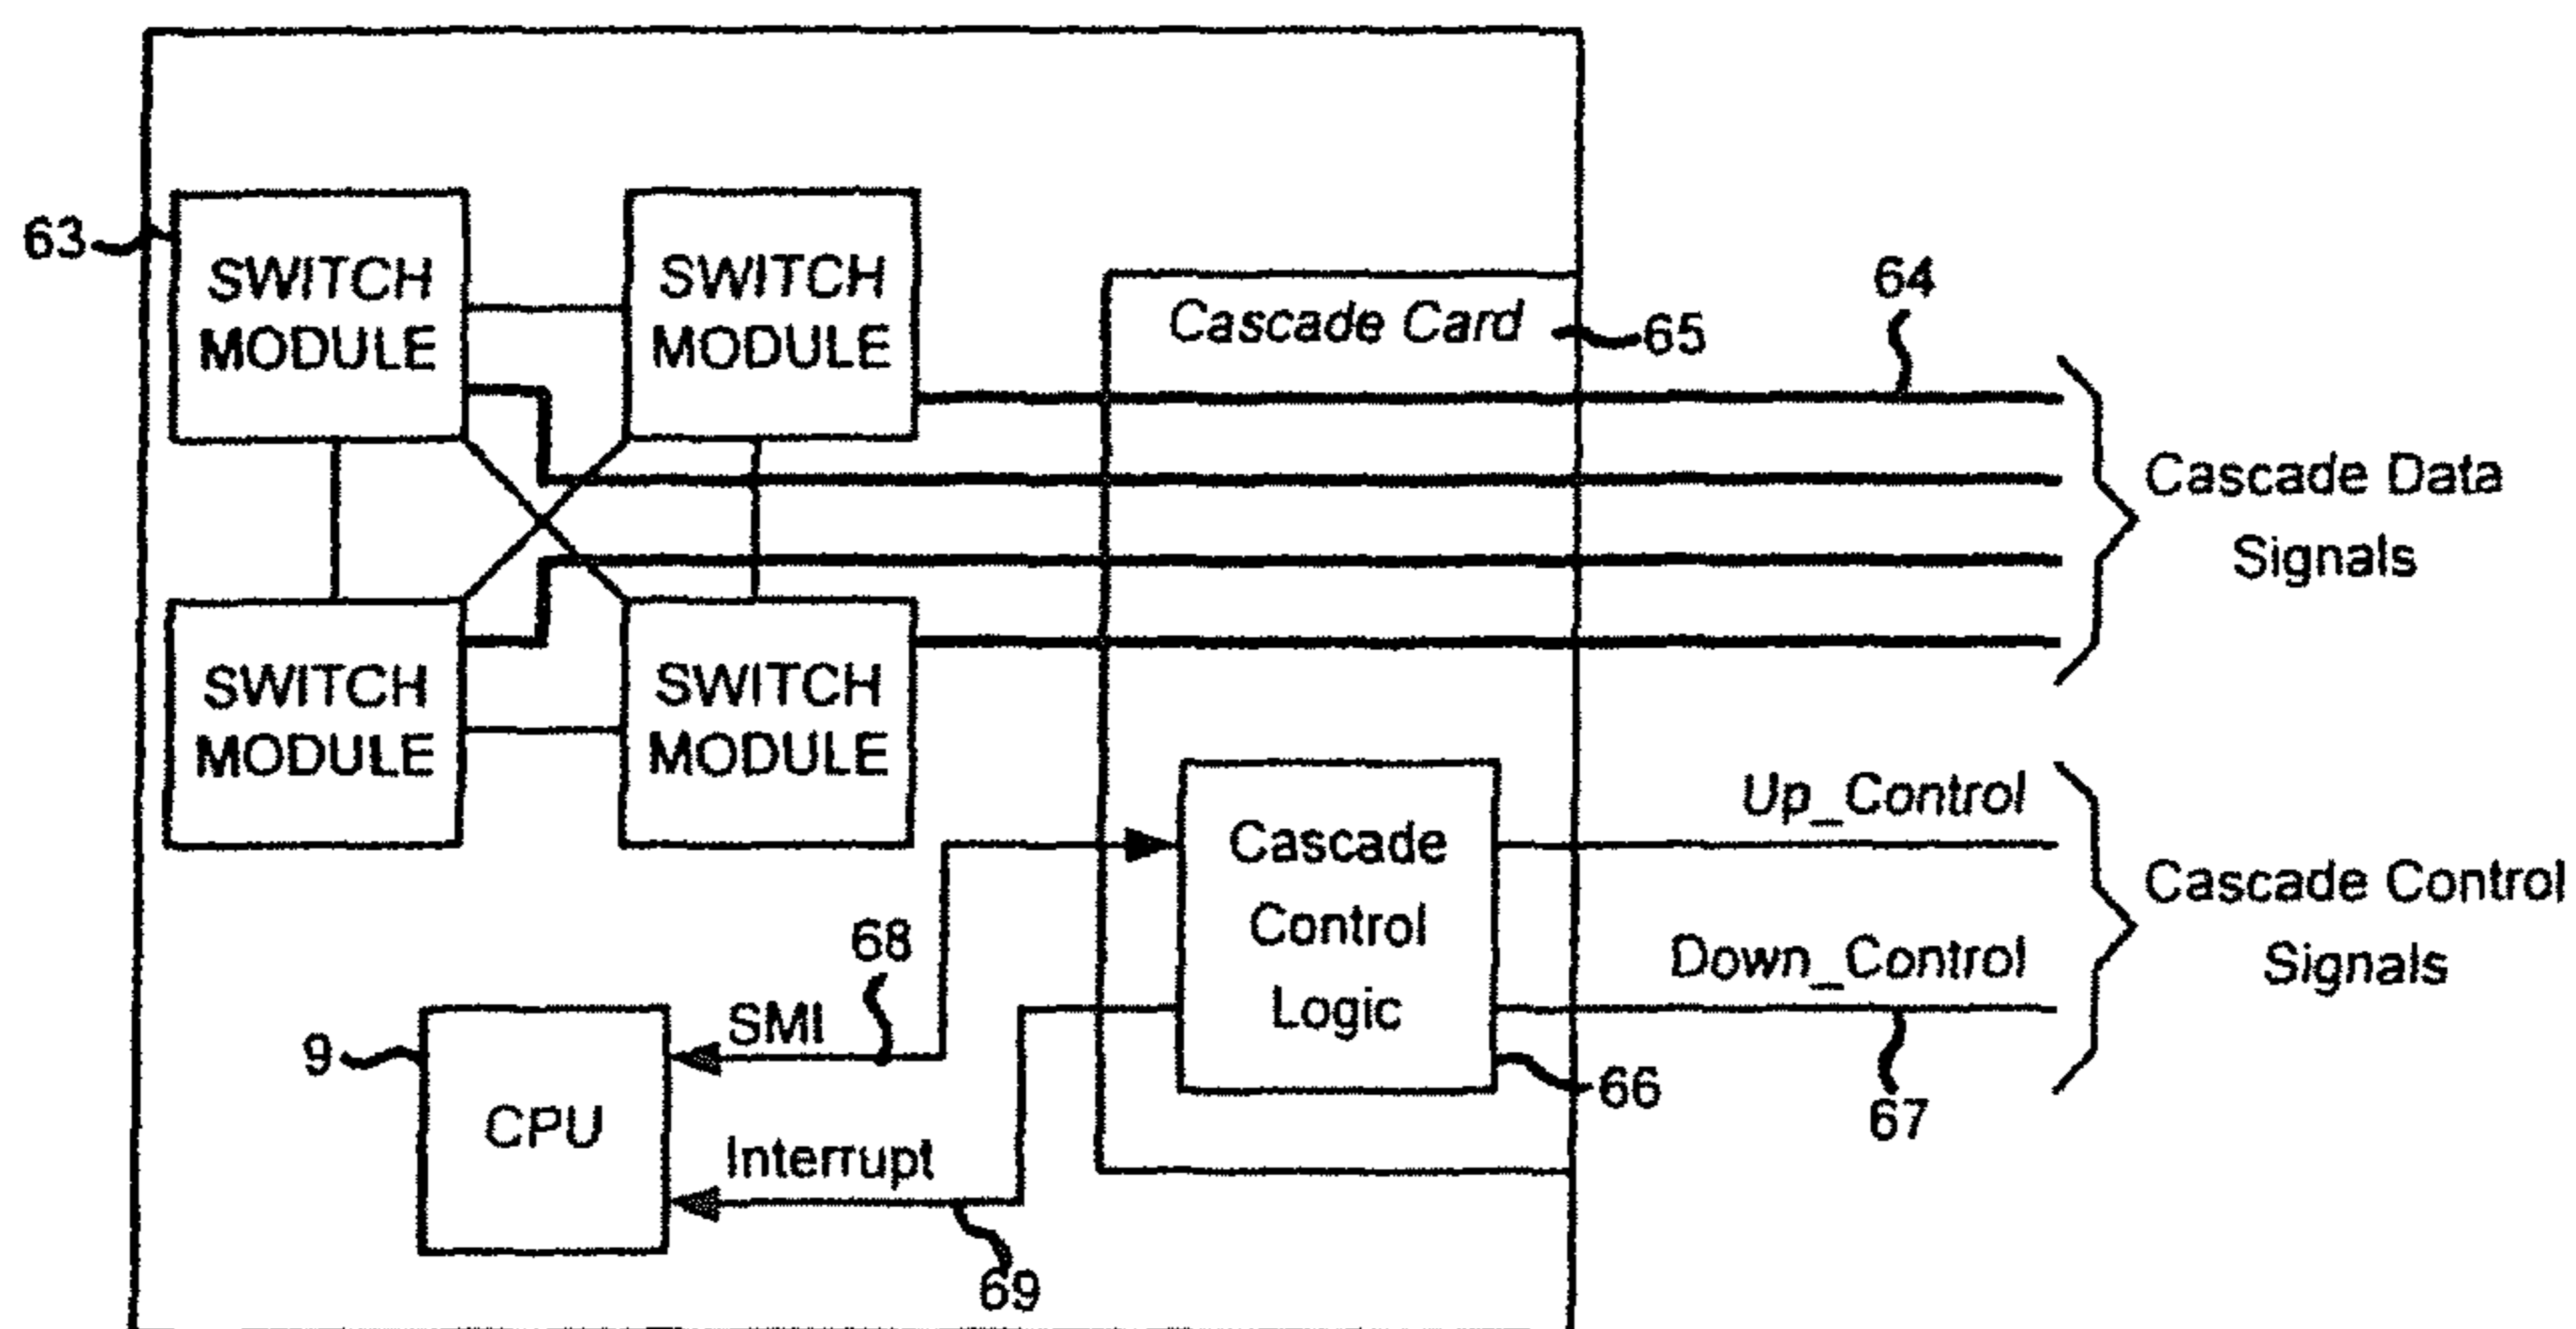 63
SWITCH
MODULE
SWITCH
MODULE
Cascade Card
65
64
Cascade Data
Signals
SWITCH
MODULE
SWITCH
MODULE
Cascade
Control
Logic
66
Up_Control
Down_Control
67
Cascade Control
Signals
68
SMI
9
CPU
Interrupt
69